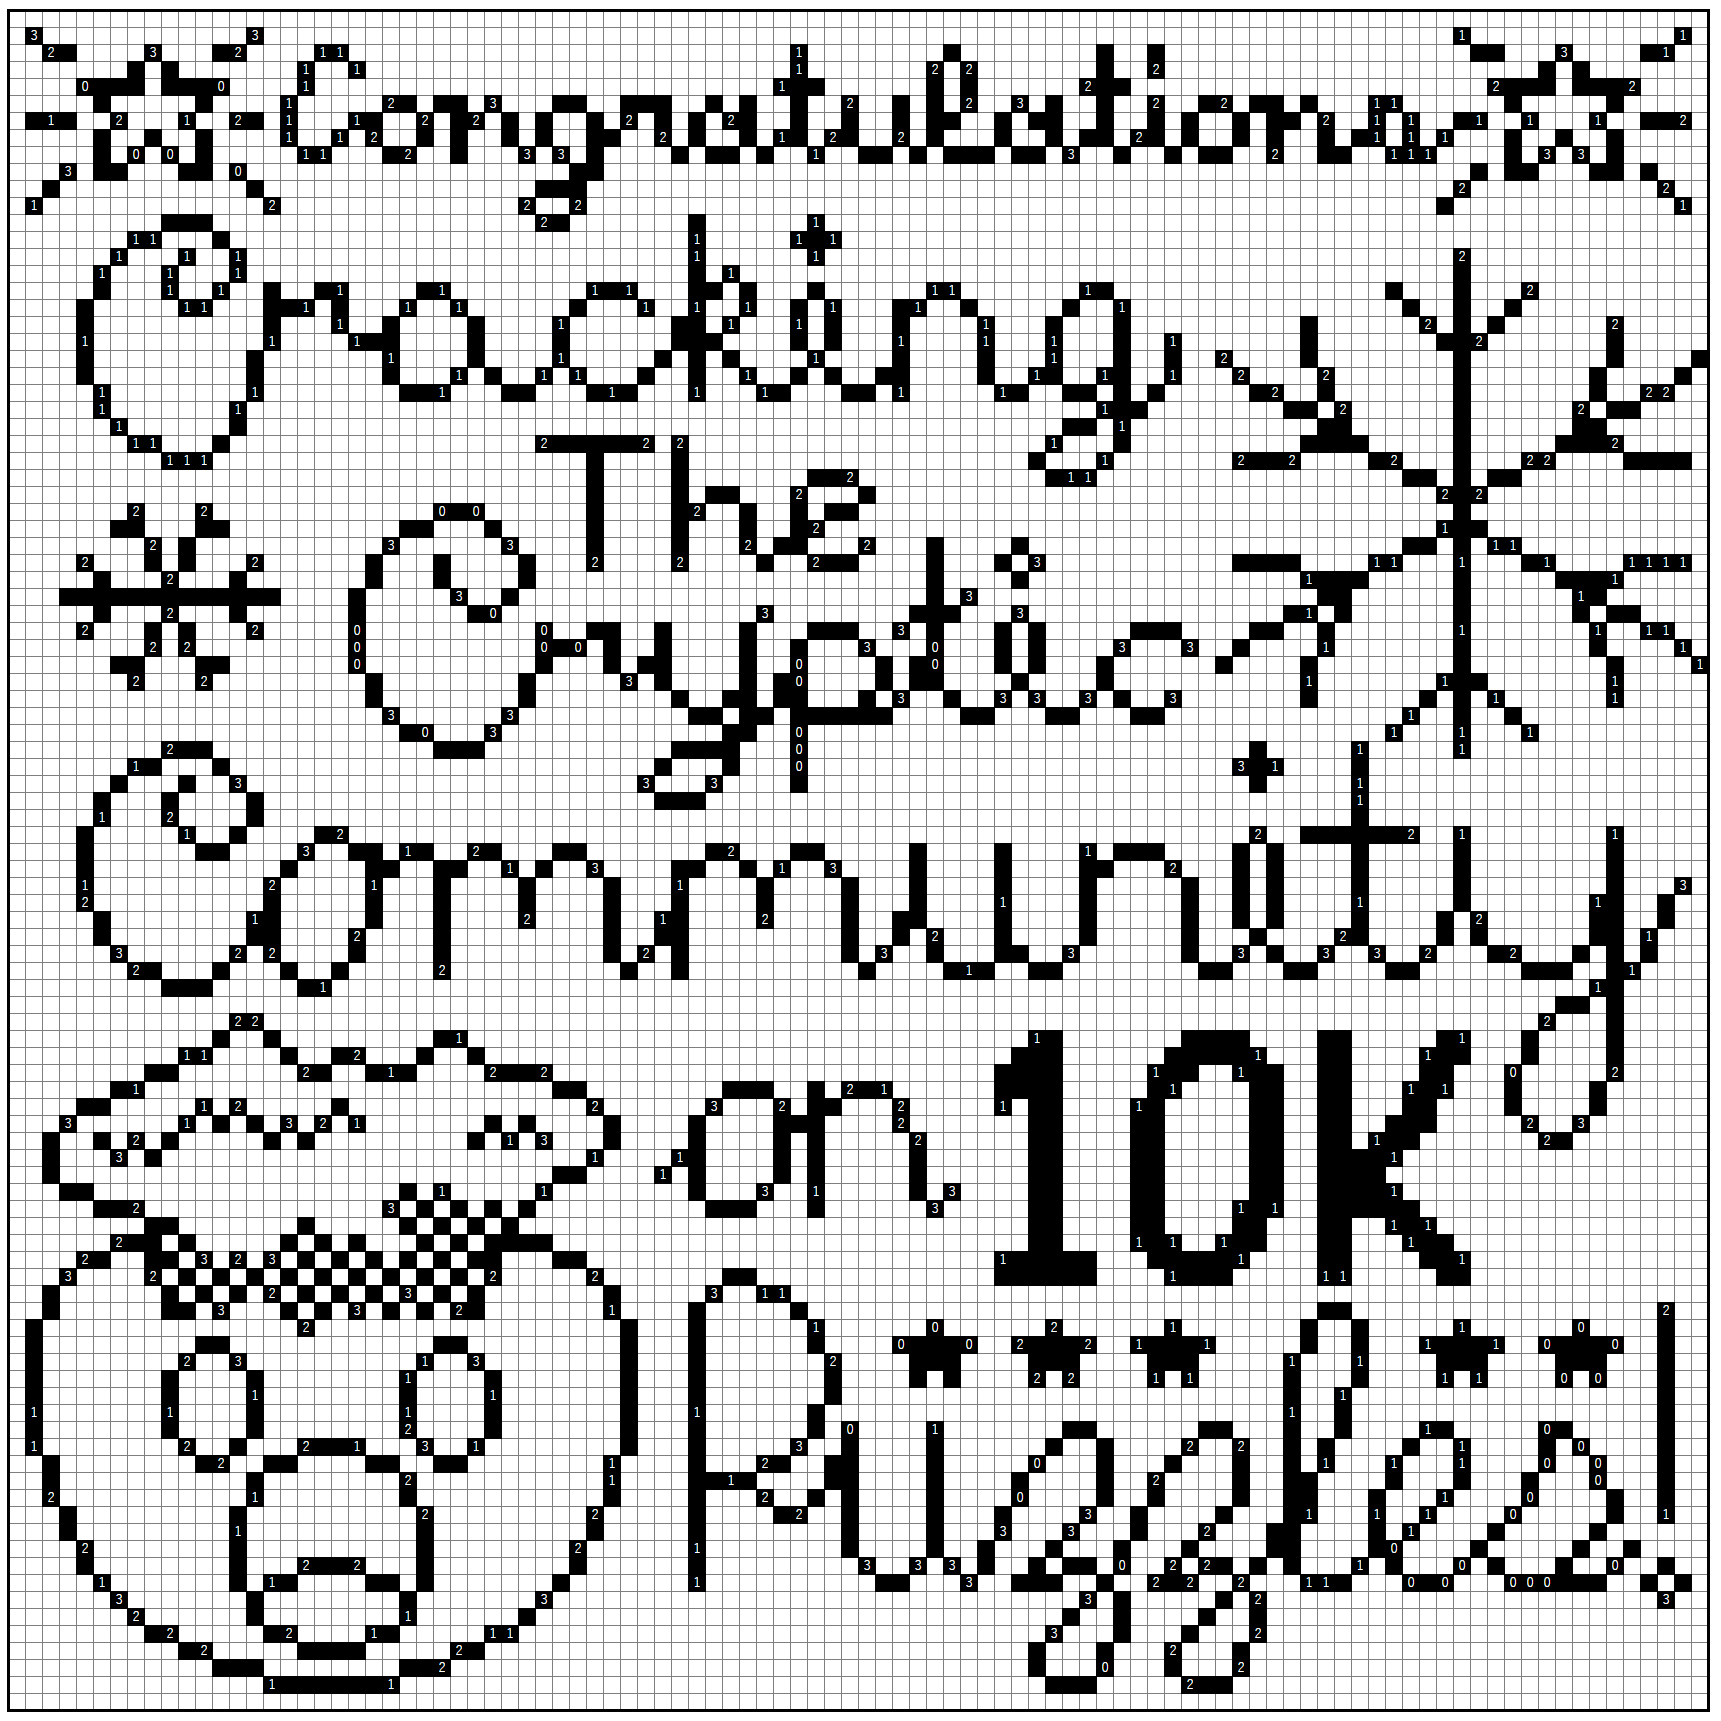 Congratulations
Cracking
The
Cryptic
Community
on 10K
Puzzles!